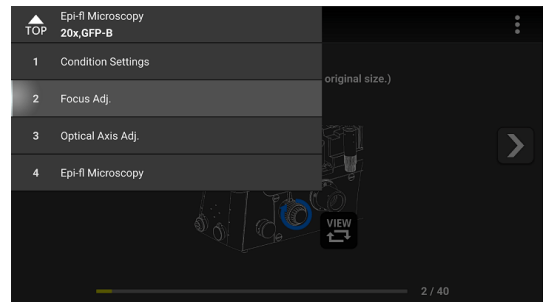 TOP
Epi-fl Microscopy
20x,GFP-B
1 Condition Settings
original size.)
2 Focus Adj.
3 Optical Axis Adj.
4 Epi-fl Microscopy
VIEW
2 / 40